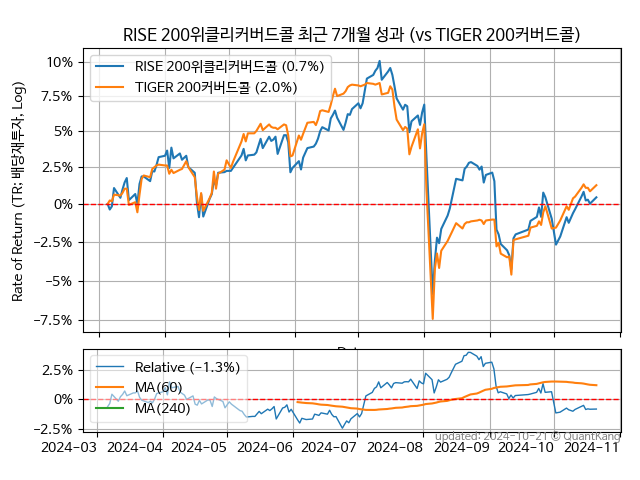 RISE 200위클리커버드콜 최근 7개월 성과 (vs TIGER 200커버드콜)
Rate of Return (TR: 배당재투자, Log)
10%
7.5%
5%
2.5%
0%
−2.5%
−5%
−7.5%
RISE 200위클리커버드콜 (0.7%)
TIGER 200커버드콜 (2.0%)
2.5%
0%
−2.5%
Relative (−1.3%)
MA(60)
MA(240)
updated: 2024-10-21 © QuantKang
2024−03
2024−04
2024−05
2024−06
2024−07
2024−08
2024−09
2024−10
2024−11